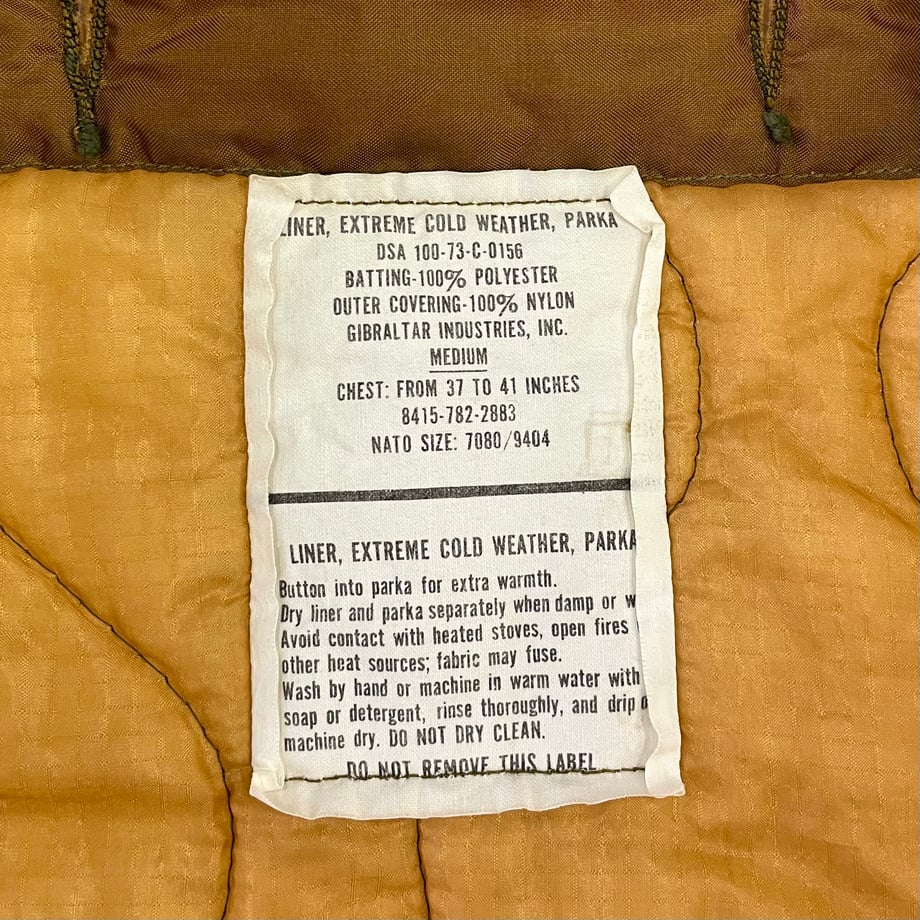 LINER, EXTREME COLD WEATHER, PARKA
DSA 100-73-C-0156
BATTING-100% POLYESTER
OUTER COVERING-100% NYLON
GIBRALTAR INDUSTRIES, INC.
MEDIUM
CHEST: FROM 37 TO 41 INCHES
8415-782-2883
NATO SIZE: 7080/9404
LINER, EXTREME COLD WEATHER, PARKA
Button into parka for extra warmth.
Dry liner and parka separately when damp or
Avoid contact with heated stoves, open fires
other heat sources; fabric may fuse.
Wash by hand or machine in warm water with
soap or detergent, rinse thoroughly, and drip
machine dry. DO NOT DRY CLEAN.
DO NOT REMOVE THIS LABEL